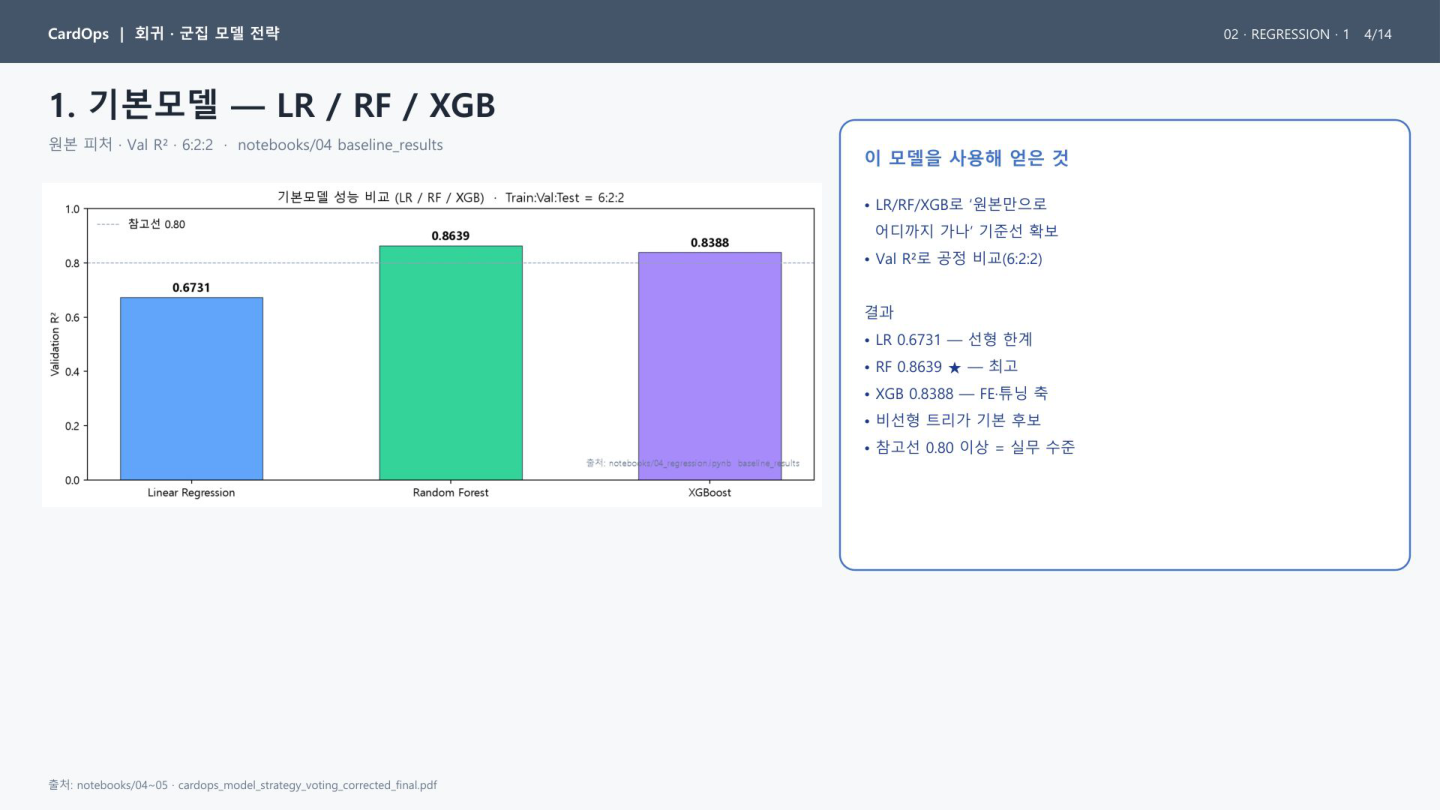 CardOps | 회귀 · 군집 모델 전략
02 · REGRESSION · 1 4/14
1. 기본모델 — LR / RF / XGB
원본 피처 · Val R² · 6:2:2 · notebooks/04 baseline_results
기본모델 성능 비교 (LR / RF / XGB) · Train:Val:Test = 6:2:2
참고선 0.80
1.0
0.8
0.6
0.4
0.2
0.0
Validation R²
0.6731
0.8639
0.8388
출처: notebooks/04_regression.ipynb baseline_results
Linear Regression
Random Forest
XGBoost
이 모델을 사용해 얻은 것
• LR/RF/XGB로 ‘원본만으로
어디까지 가나’ 기준선 확보
• Val R²로 공정 비교(6:2:2)
결과
• LR 0.6731 — 선형 한계
• RF 0.8639 ★ — 최고
• XGB 0.8388 — FE·튜닝 축
• 비선형 트리가 기본 후보
• 참고선 0.80 이상 = 실무 수준
출처: notebooks/04~05 · cardops_model_strategy_voting_corrected_final.pdf